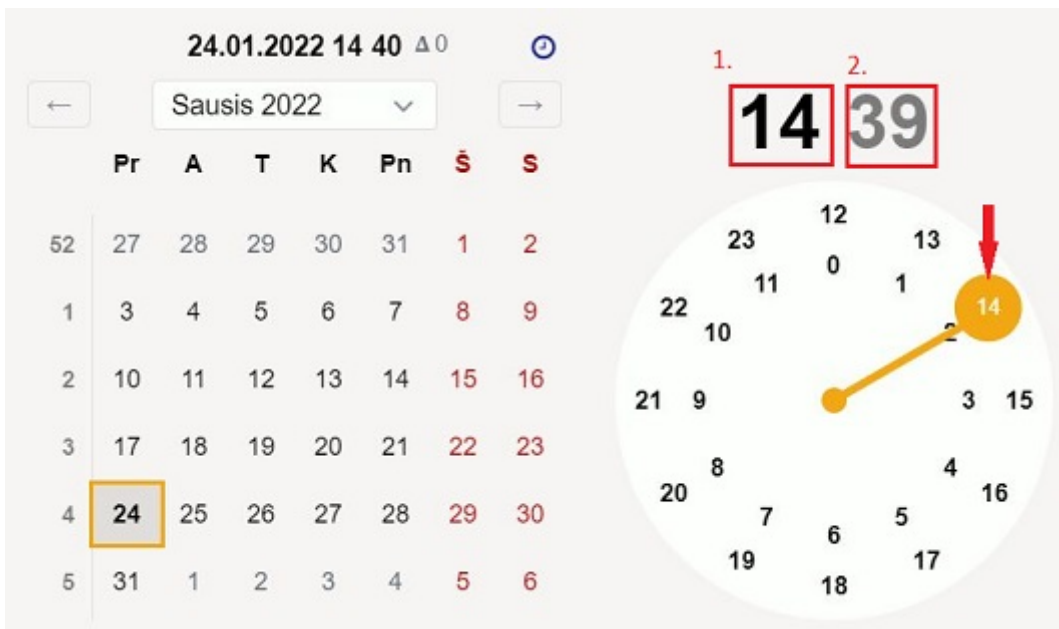 24.01.2022 14 40 Δ 0
← Sausis 2022 →
Pr A T K Pn Š S
52 27 28 29 30 31 1 2
1 3 4 5 6 7 8 9
2 10 11 12 13 14 15 16
3 17 18 19 20 21 22 23
4 24 25 26 27 28 29 30
5 31 1 2 3 4 5 6
1. 2.
14 39
12
23 13
0
11 1
22 14
10 2
21 9 3 15
8 4
20 16
7 5
6
19 17
18